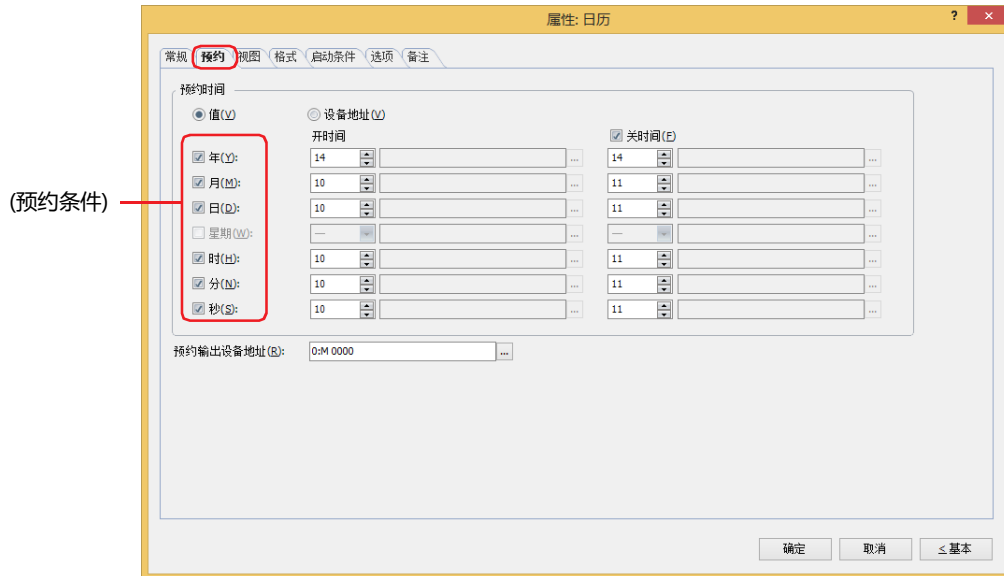 属性: 日历
?
×
常规 预约 视图 格式 启动条件 选项 备注
预约时间
值(V) 设备地址(V)
开时间 关时间(F)
(预约条件)
年(Y): 14 ... 14 ...
月(M): 10 ... 11 ...
日(D): 10 ... 11 ...
星期(W): --- ... --- ...
时(H): 10 ... 11 ...
分(N): 10 ... 11 ...
秒(S): 10 ... 11 ...
预约输出设备地址(R): 0:M 0000 ...
确定 取消 < 基本